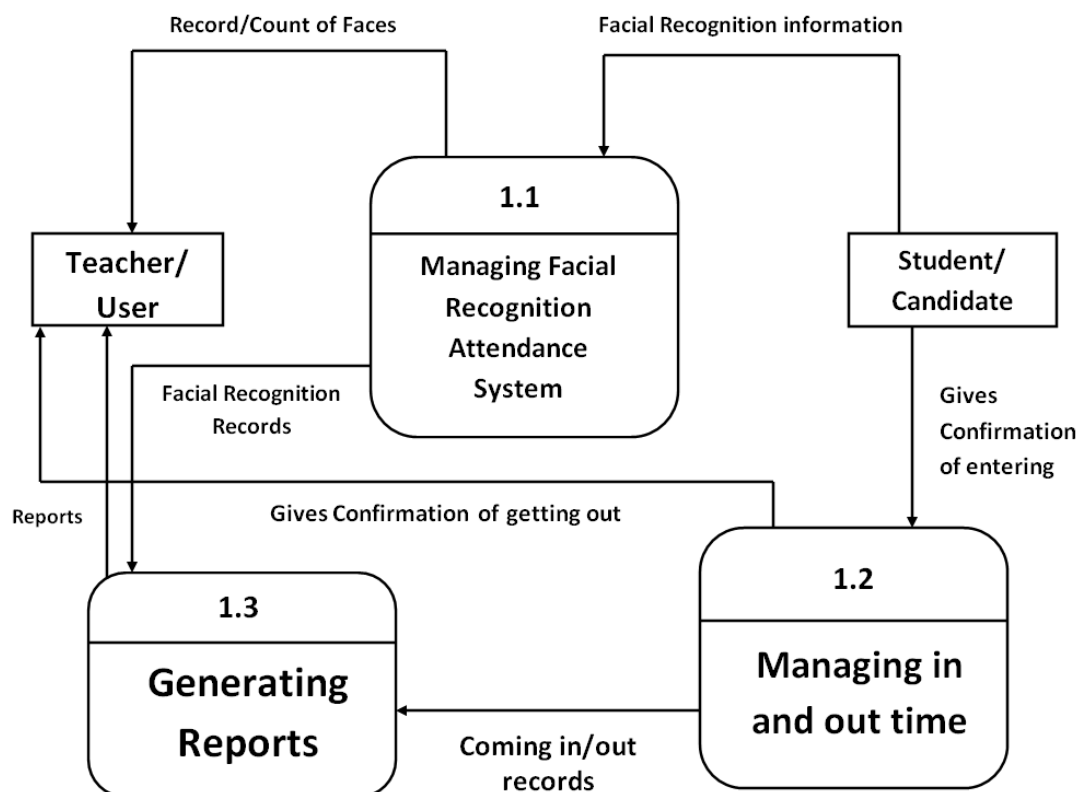 Record/Count of Faces
Facial Recognition information
1.1
Managing Facial
Recognition
Attendance
System
Teacher/
User
Student/
Candidate
Facial Recognition
Records
Gives
Confirmation
of entering
Reports
Gives Confirmation of getting out
1.2
Managing in
and out time
1.3
Generating
Reports
Coming in/out
records